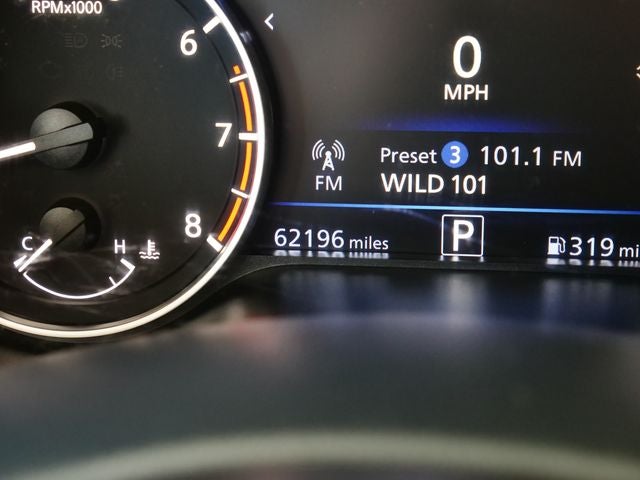 RPMx1000
6
7
8
C H
0
MPH
FM
Preset 3 101.1 FM
WILD 101
62196 miles
P
319 mi